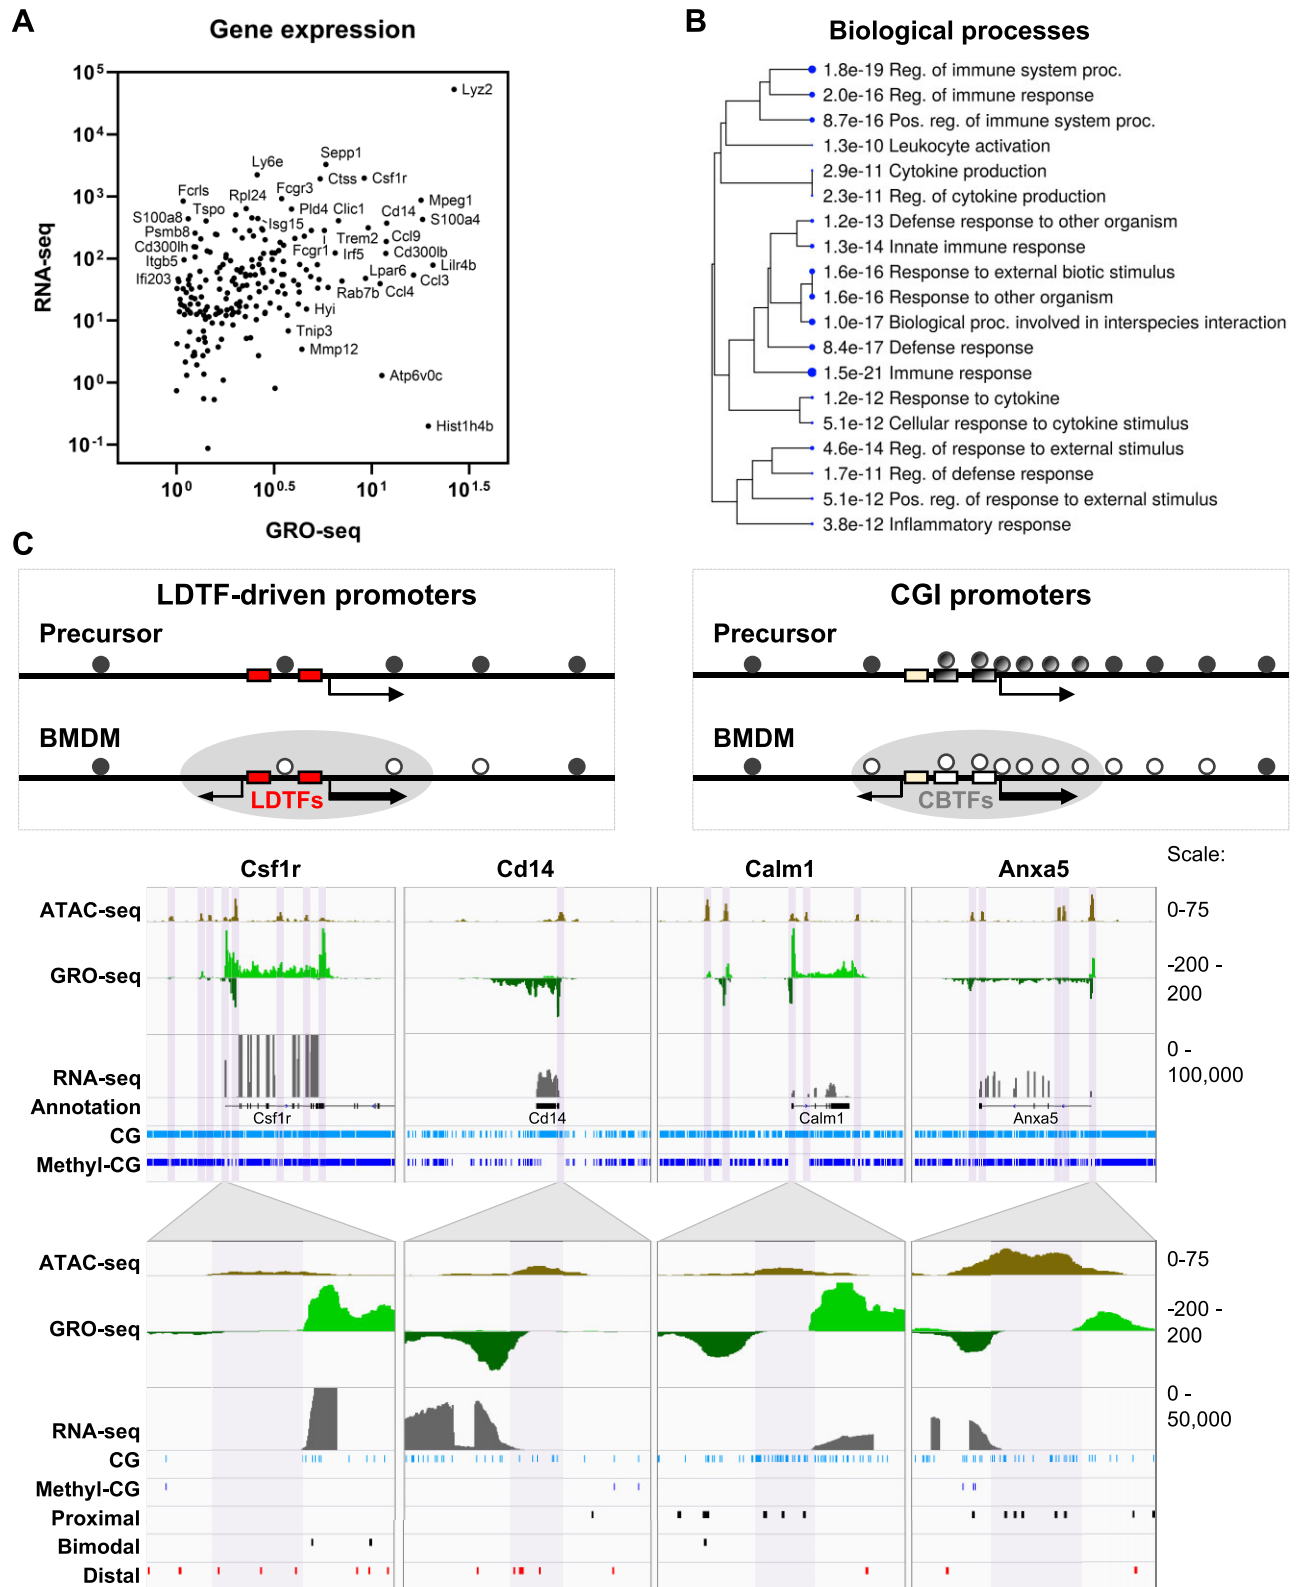 A
Gene expression
RNA-seq
10^5
10^4
10^3
10^2
10^1
10^0
10^-1
Lyz2
Sepp1
Ly6e
Ctss
Csf1r
Fcrls
Fcgr3
Rpl24
Mpeg1
Tspo
Pld4
Clic1
Cd14
S100a8
S100a4
Isg15
Psmb8
Trem2
Ccl9
Cd300lh
Fcgr1
Irf5
Cd300lb
Itgb5
Lpar6
Lilr4b
Ifi203
Ccl3
Rab7b
Ccl4
Hyi
Tnip3
Mmp12
Atp6v0c
Hist1h4b
10^0
10^0.5
10^1
10^1.5
GRO-seq
B
Biological processes
1.8e-19 Reg. of immune system proc.
2.0e-16 Reg. of immune response
8.7e-16 Pos. reg. of immune system proc.
1.3e-10 Leukocyte activation
2.9e-11 Cytokine production
2.3e-11 Reg. of cytokine production
1.2e-13 Defense response to other organism
1.3e-14 Innate immune response
1.6e-16 Response to external biotic stimulus
1.6e-16 Response to other organism
1.0e-17 Biological proc. involved in interspecies interaction
8.4e-17 Defense response
1.5e-21 Immune response
1.2e-12 Response to cytokine
5.1e-12 Cellular response to cytokine stimulus
4.6e-14 Reg. of response to external stimulus
1.7e-11 Reg. of defense response
5.1e-12 Pos. reg. of response to external stimulus
3.8e-12 Inflammatory response
C
LDTF-driven promoters
Precursor
BMDM
LDTFs
CGI promoters
Precursor
BMDM
CBTFs
Csf1r
Cd14
Calm1
Anxa5
Scale:
ATAC-seq
0-75
GRO-seq
-200 -
200
RNA-seq
0 -
100,000
Annotation
Csf1r
Cd14
Calm1
Anxa5
CG
Methyl-CG
ATAC-seq
0-75
GRO-seq
-200 -
200
RNA-seq
0 -
50,000
CG
Methyl-CG
Proximal
Bimodal
Distal